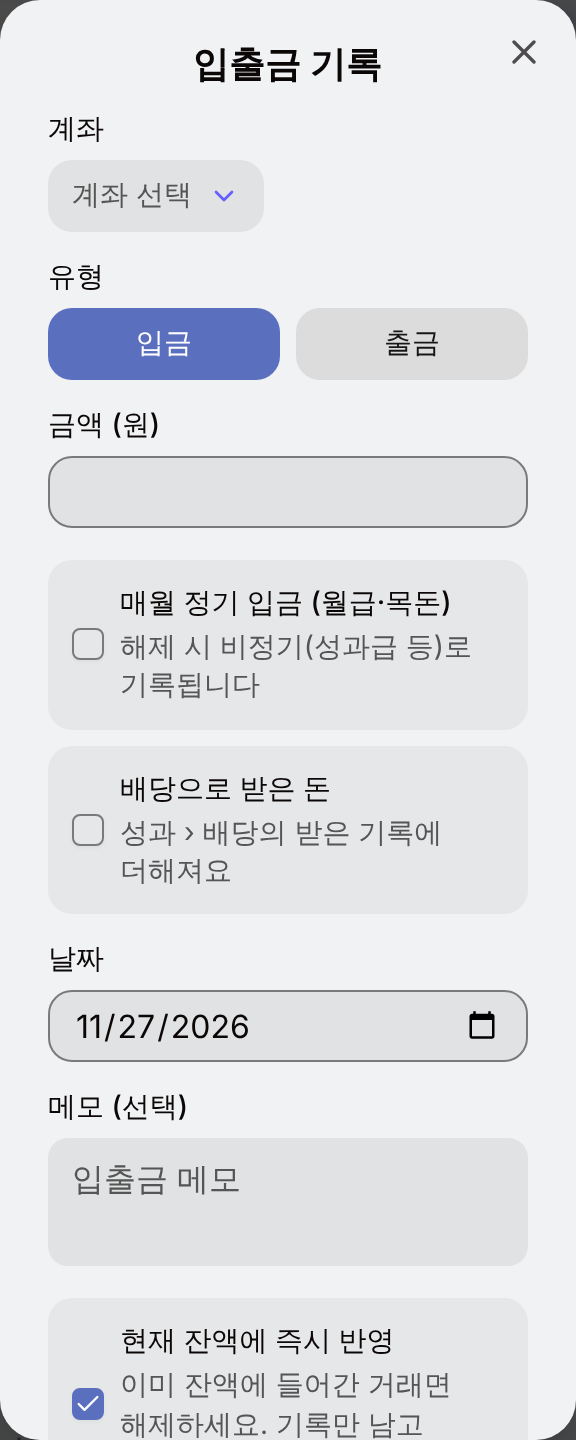 입출금 기록
계좌
계좌 선택
유형
입금
출금
금액 (원)
매월 정기 입금 (월급·목돈)
해제 시 비정기(성과급 등)로
기록됩니다
배당으로 받은 돈
성과 › 배당의 받은 기록에
더해져요
날짜
11/27/2026
메모 (선택)
입출금 메모
현재 잔액에 즉시 반영
이미 잔액에 들어간 거래면
해제하세요. 기록만 남고